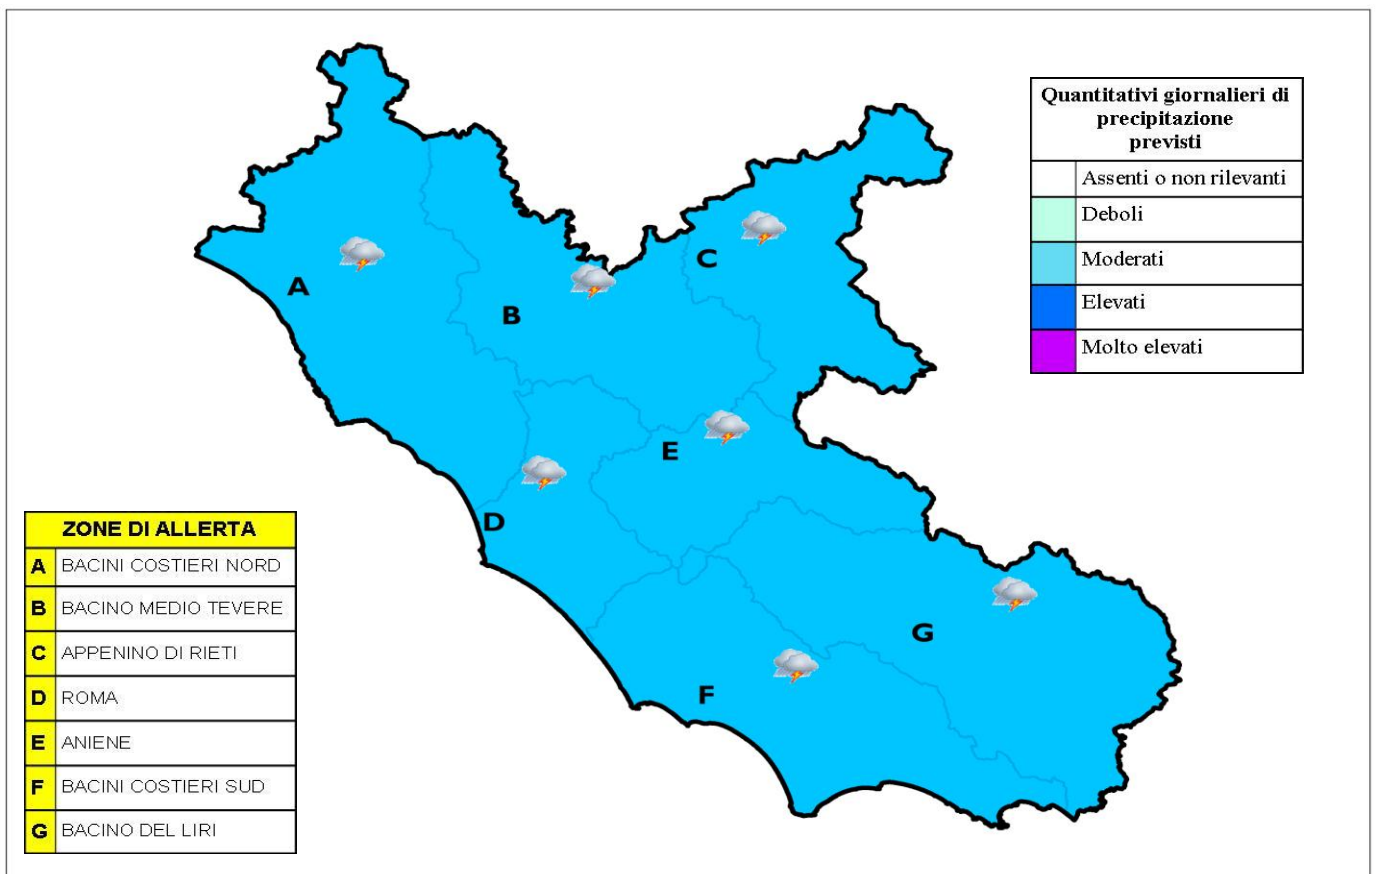 Quantitativi giornalieri di
precipitazione
previsti
Assenti o non rilevanti
Deboli
Moderati
Elevati
Molto elevati
A
B
C
D
E
F
G
ZONE DI ALLERTA
A BACINI COSTIERI NORD
B BACINO MEDIO TEVERE
C APPENINO DI RIETI
D ROMA
E ANIENE
F BACINI COSTIERI SUD
G BACINO DEL LIRI